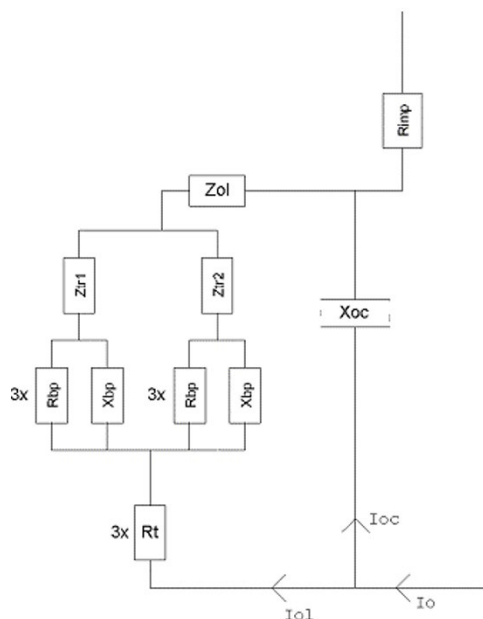 Rimp
Zol
Ztr1
Ztr2
Xoc
3x
Rbp
Xbp
3x
Rbp
Xbp
3x
Rt
Ioc
Iol
Io